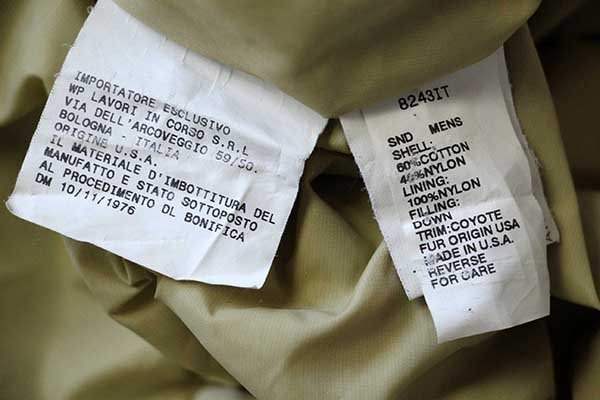 IMPORTATORE ESCLUSIVO
WP LAVORI IN CORSO S.R.L
VIA DELL'ARCOVEGGIO 59/50.
BOLOGNA - ITALIA
ORIGINE U.S.A.
IL MATERIALE D'IMBOTTITURA DEL
MANUFATTO E STATO SOTTOPOSTO
AL PROCEDIMENTO DL BONIFICA
DM 10/11/1976
8243IT
SND MENS
SHELL:
60%COTTON
40%NYLON
LINING:
100%NYLON
FILLING:
DOWN
TRIM:COYOTE
FUR ORIGIN USA
MADE IN U.S.A.
REVERSE
FOR CARE